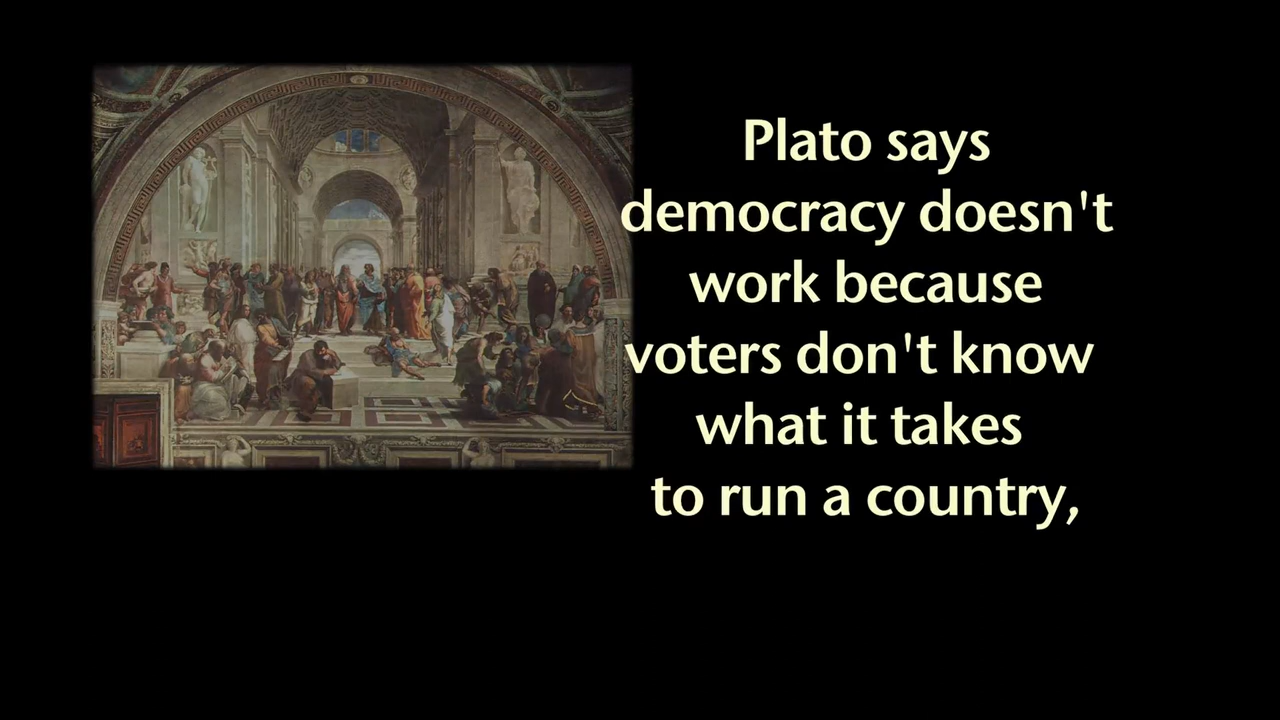 Plato says
democracy doesn't
work because
voters don't know
what it takes
to run a country,